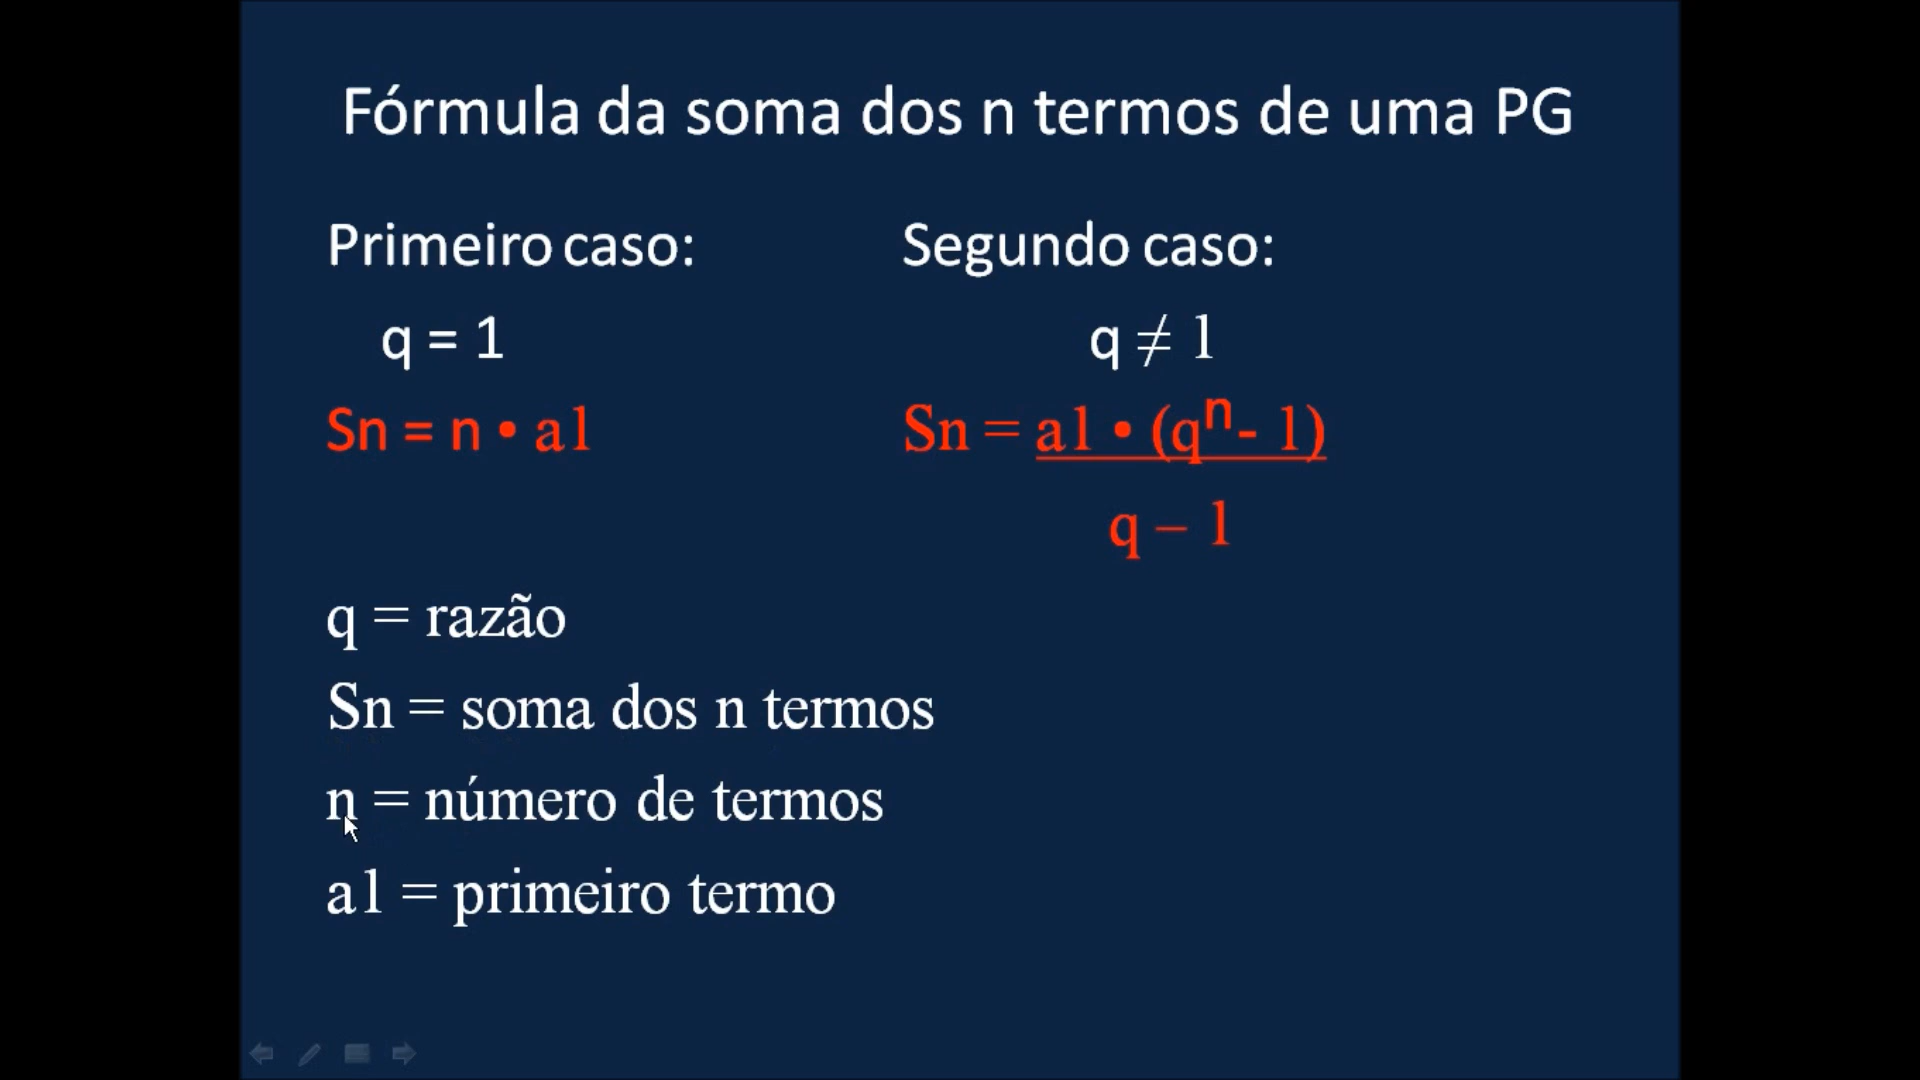 Fórmula da soma dos n termos de uma PG
Primeiro caso:
q = 1
Sn = n • a1
Segundo caso:
q ≠ 1
Sn = a1 • (qⁿ - 1)
q – 1
q = razão
Sn = soma dos n termos
n = número de termos
a1 = primeiro termo